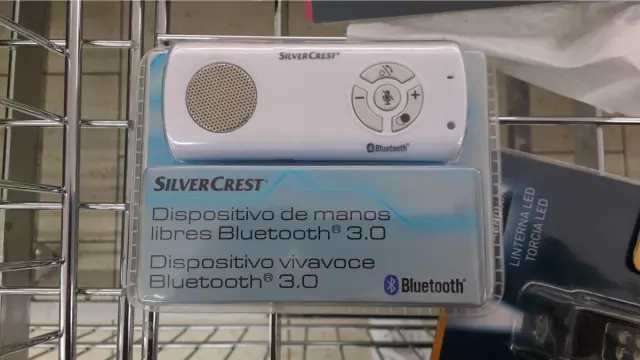 SILVERCREST®
Bluetooth®
SILVERCREST®
Dispositivo de manos
libres Bluetooth® 3.0
Dispositivo vivavoce
Bluetooth® 3.0
Bluetooth®
LINTERNA LED
TORCIA LED